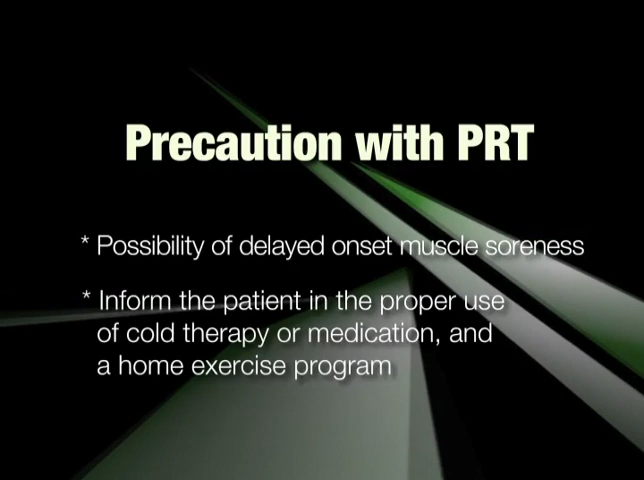 Precaution with PRT
* Possibility of delayed onset muscle soreness
* Inform the patient in the proper use
of cold therapy or medication, and
a home exercise program